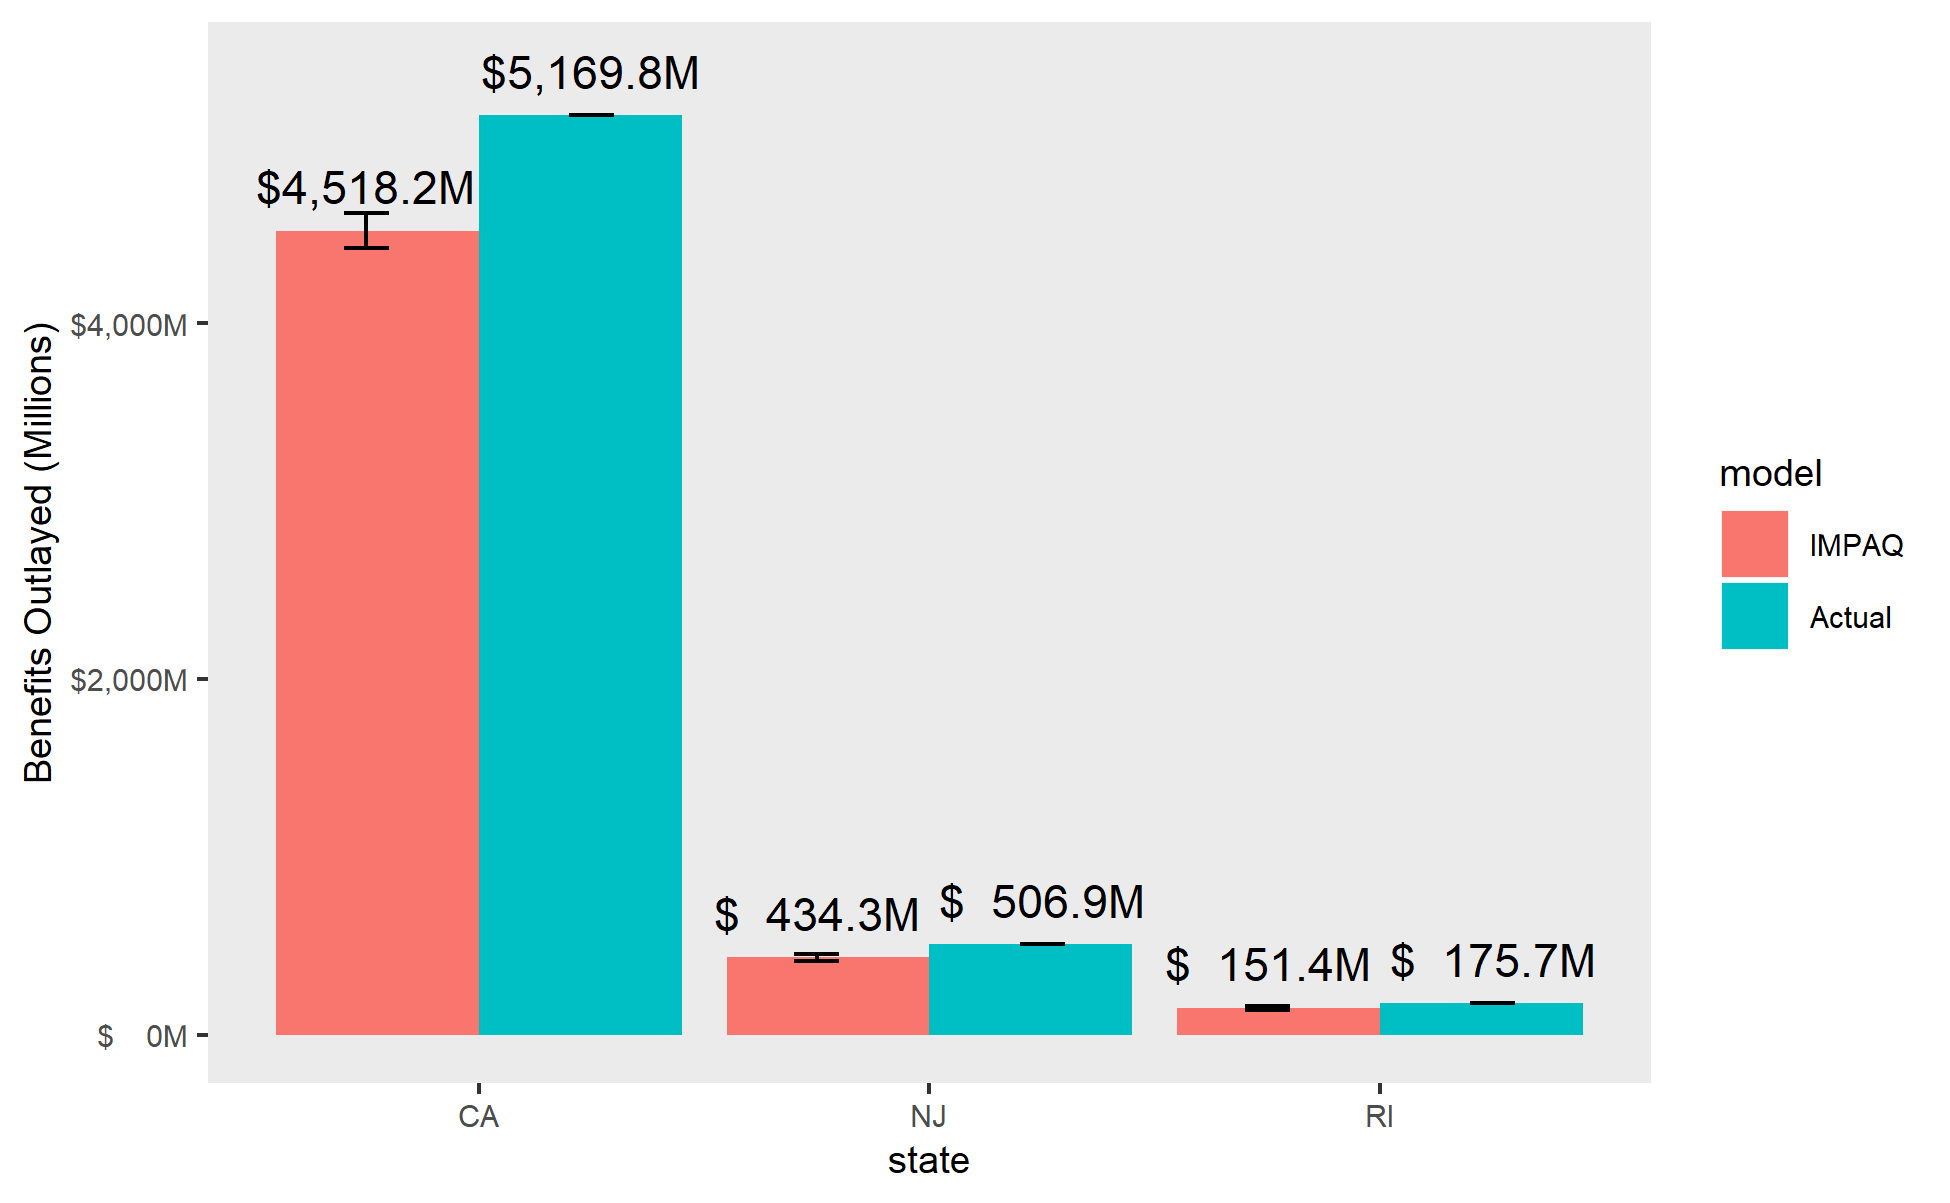 $5,169.8M
$4,518.2M
$4,000M
$2,000M
$ 0M
Benefits Outlayed (Millions)
$ 434.3M
$ 506.9M
$ 151.4M
$ 175.7M
CA
NJ
RI
state
model
IMPAQ
Actual